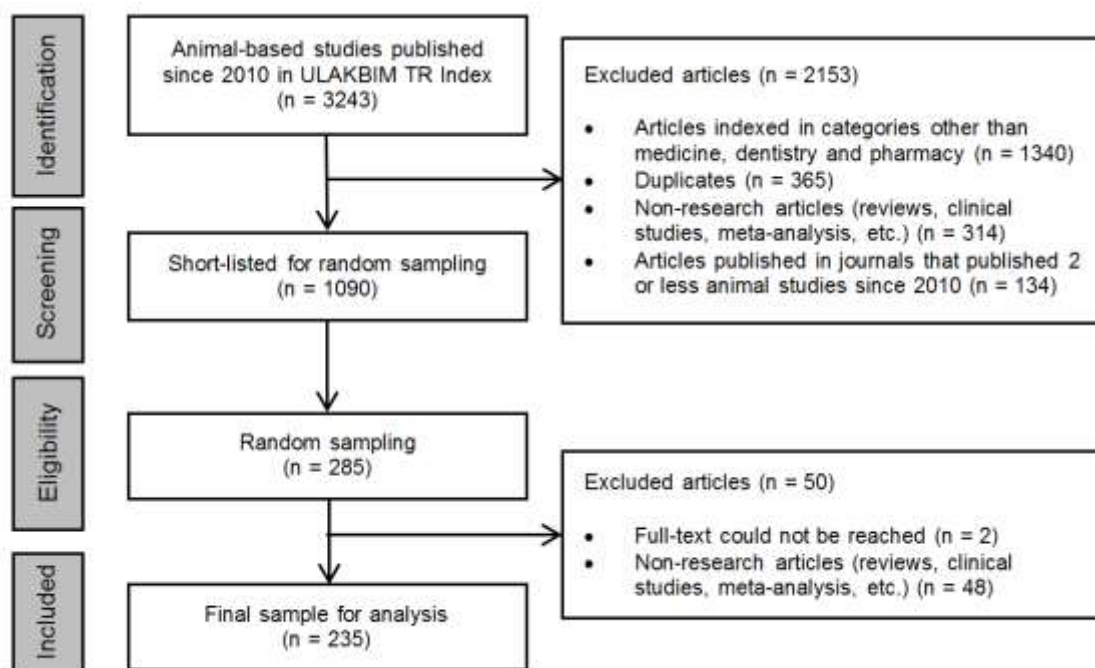 Identification
Animal-based studies published
since 2010 in ULAKBIM TR Index
(n = 3243)
Excluded articles (n = 2153)
• Articles indexed in categories other than
medicine, dentistry and pharmacy (n = 1340)
• Duplicates (n = 365)
• Non-research articles (reviews, clinical
studies, meta-analysis, etc.) (n = 314)
• Articles published in journals that published 2
or less animal studies since 2010 (n = 134)
Screening
Short-listed for random sampling
(n = 1090)
Eligibility
Random sampling
(n = 285)
Excluded articles (n = 50)
• Full-text could not be reached (n = 2)
• Non-research articles (reviews, clinical
studies, meta-analysis, etc.) (n = 48)
Included
Final sample for analysis
(n = 235)